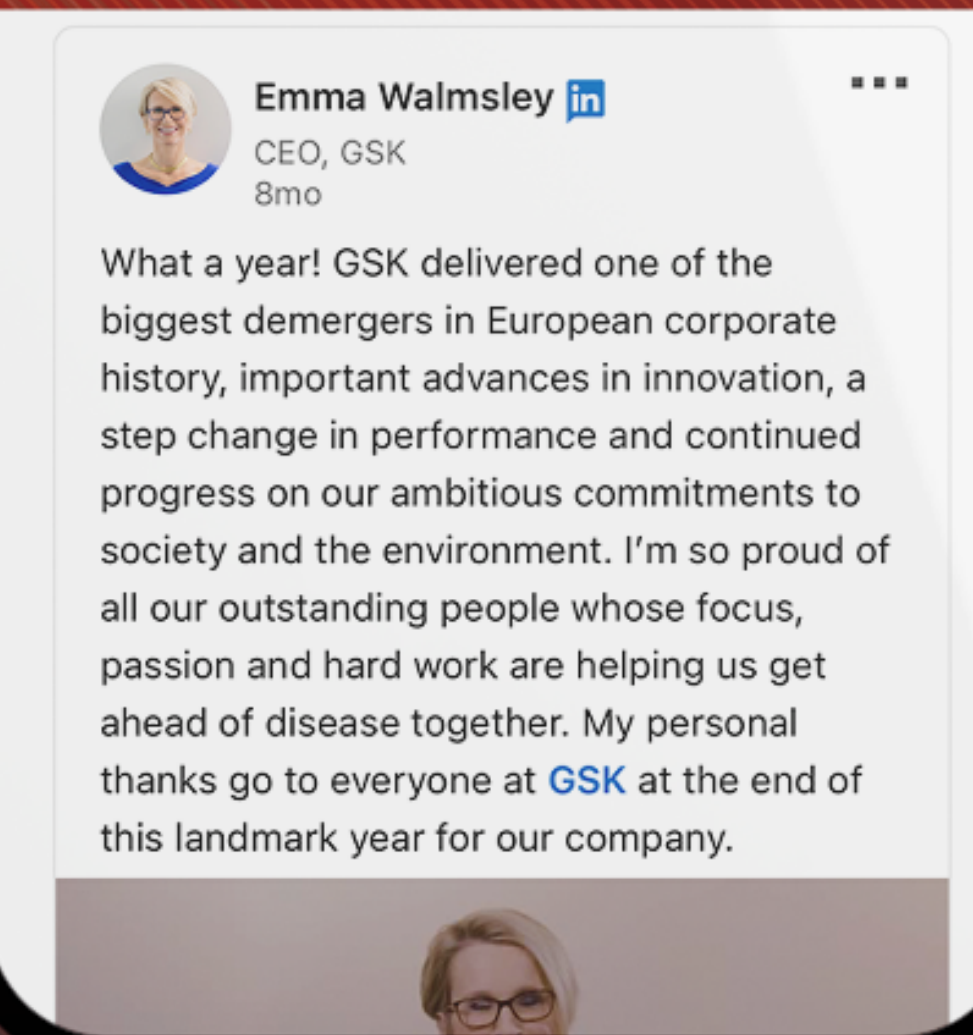 Emma Walmsley in
CEO, GSK
8mo
What a year! GSK delivered one of the
biggest demergers in European corporate
history, important advances in innovation, a
step change in performance and continued
progress on our ambitious commitments to
society and the environment. I’m so proud of
all our outstanding people whose focus,
passion and hard work are helping us get
ahead of disease together. My personal
thanks go to everyone at GSK at the end of
this landmark year for our company.